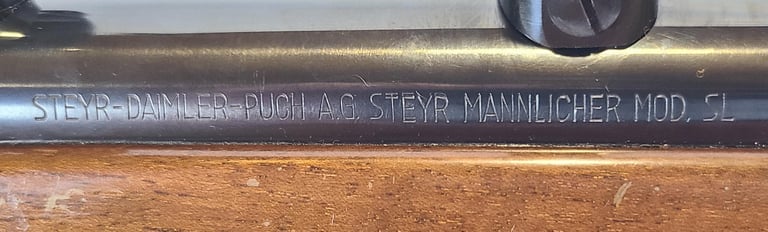 STEYR-DAIMLER-PUCH A.G. STEYR MANNLICHER MOD. SL